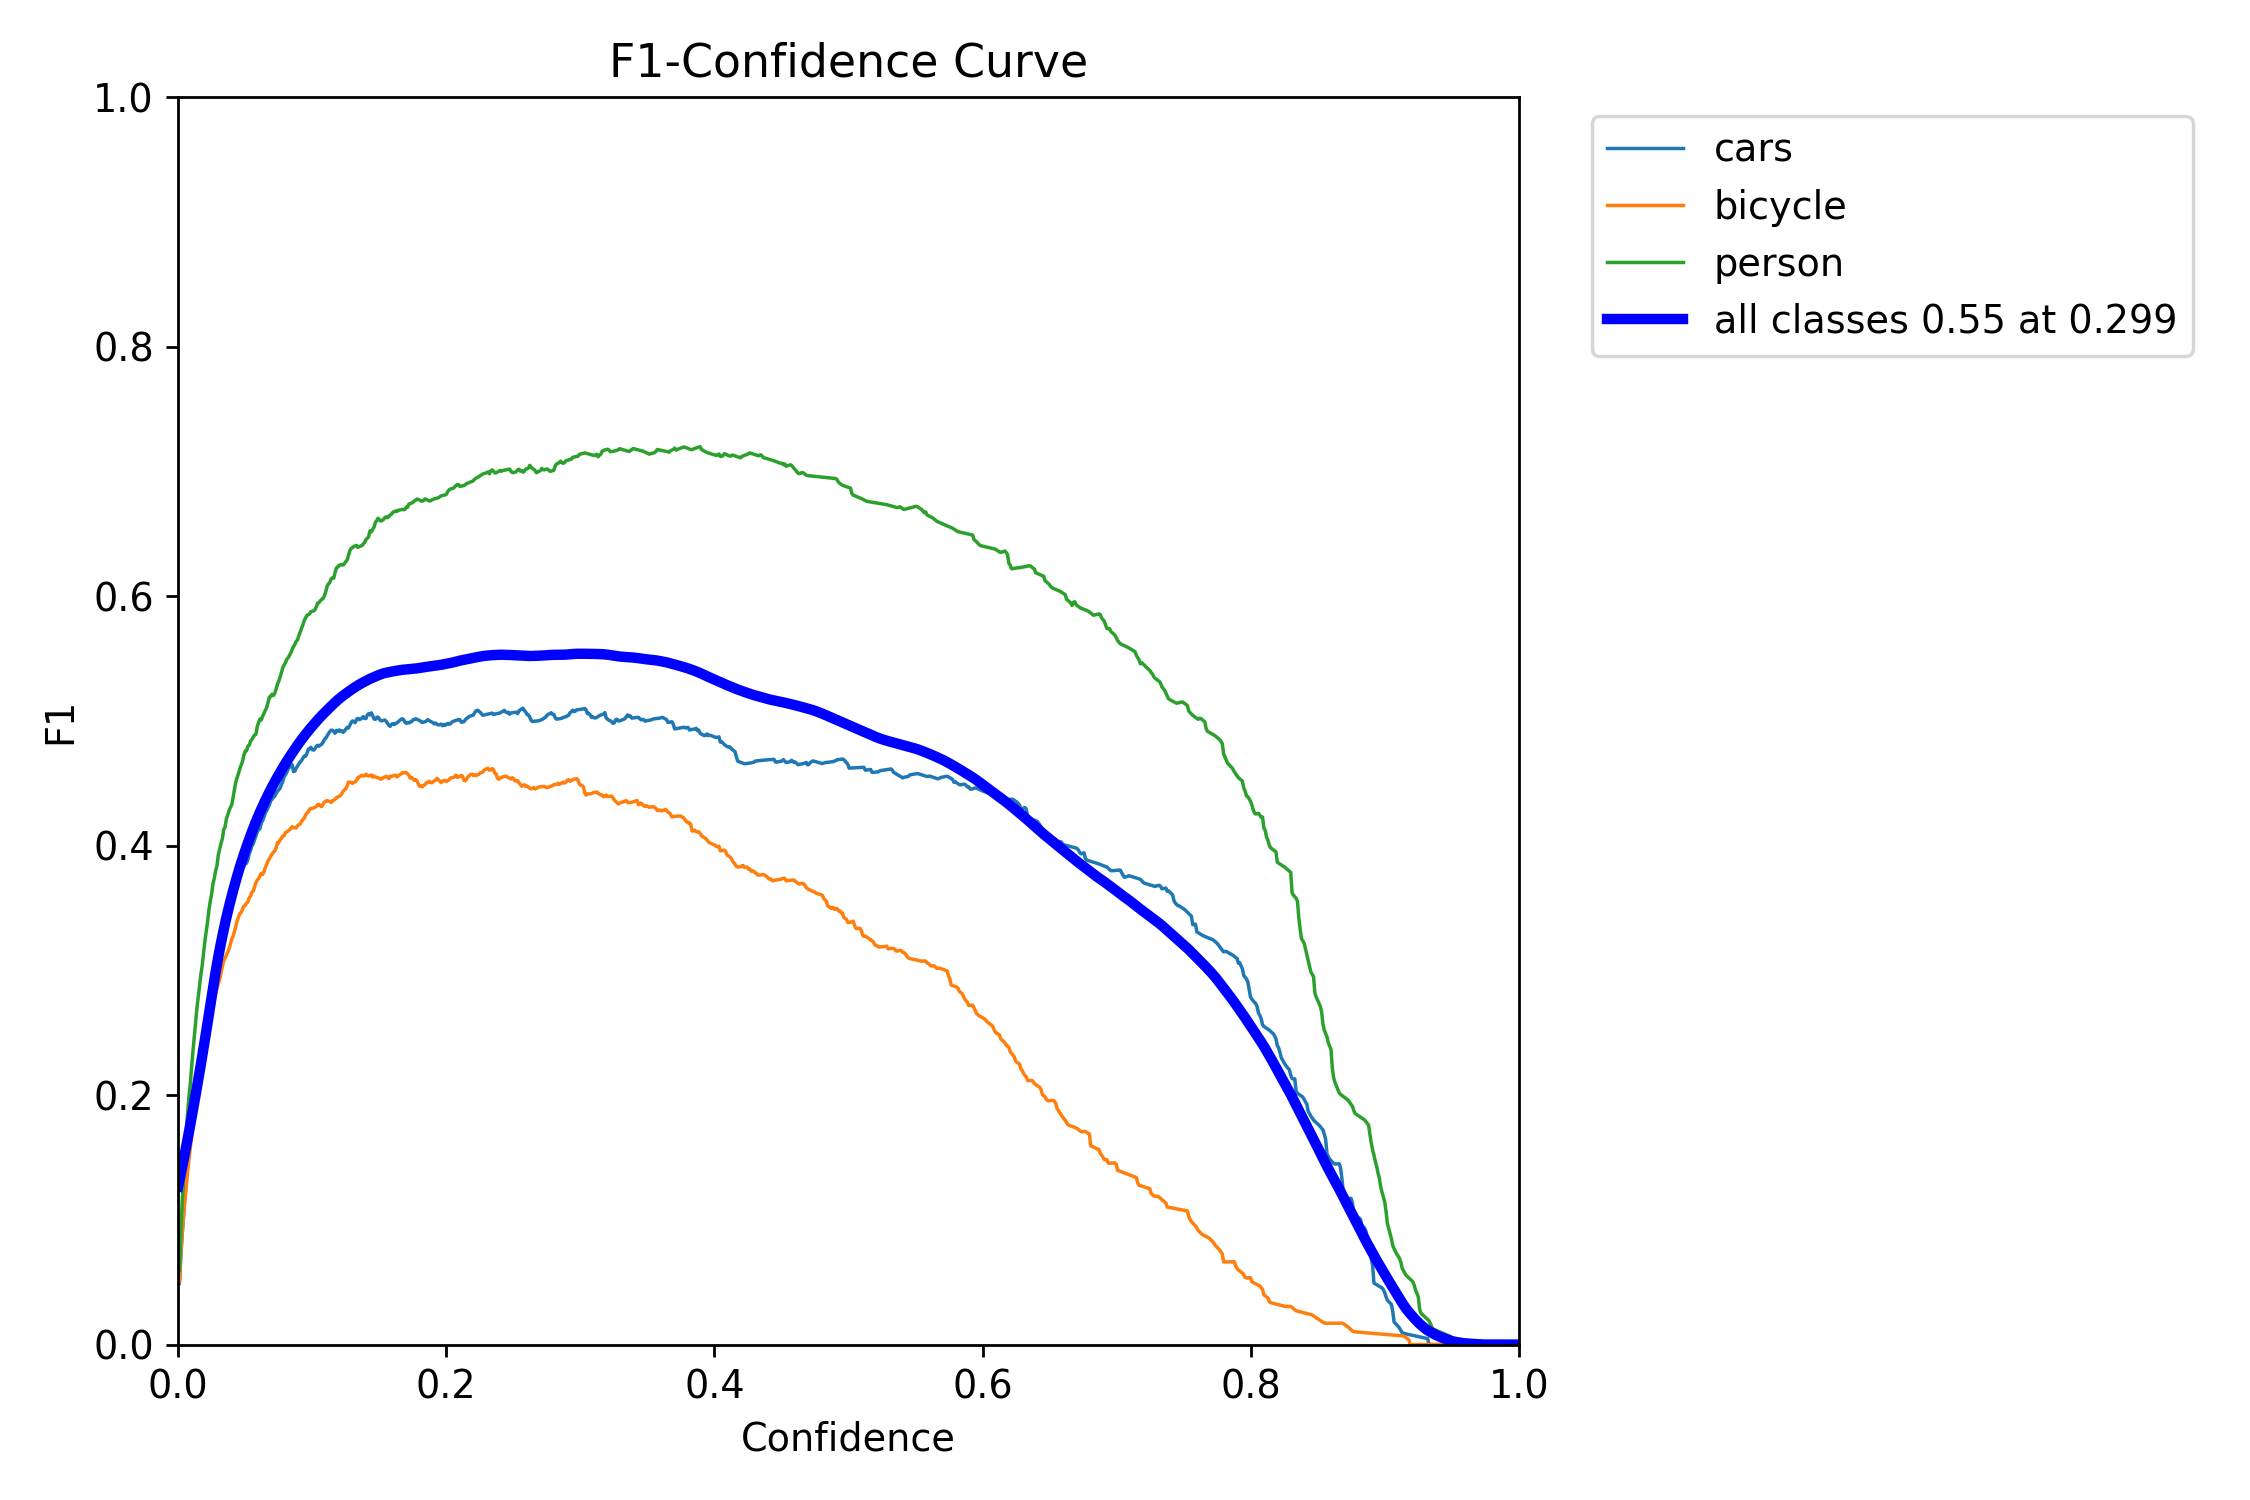 F1-Confidence Curve
1.0
0.8
0.6
0.4
0.2
0.0
F1
0.0 0.2 0.4 0.6 0.8 1.0
Confidence
cars
bicycle
person
all classes 0.55 at 0.299